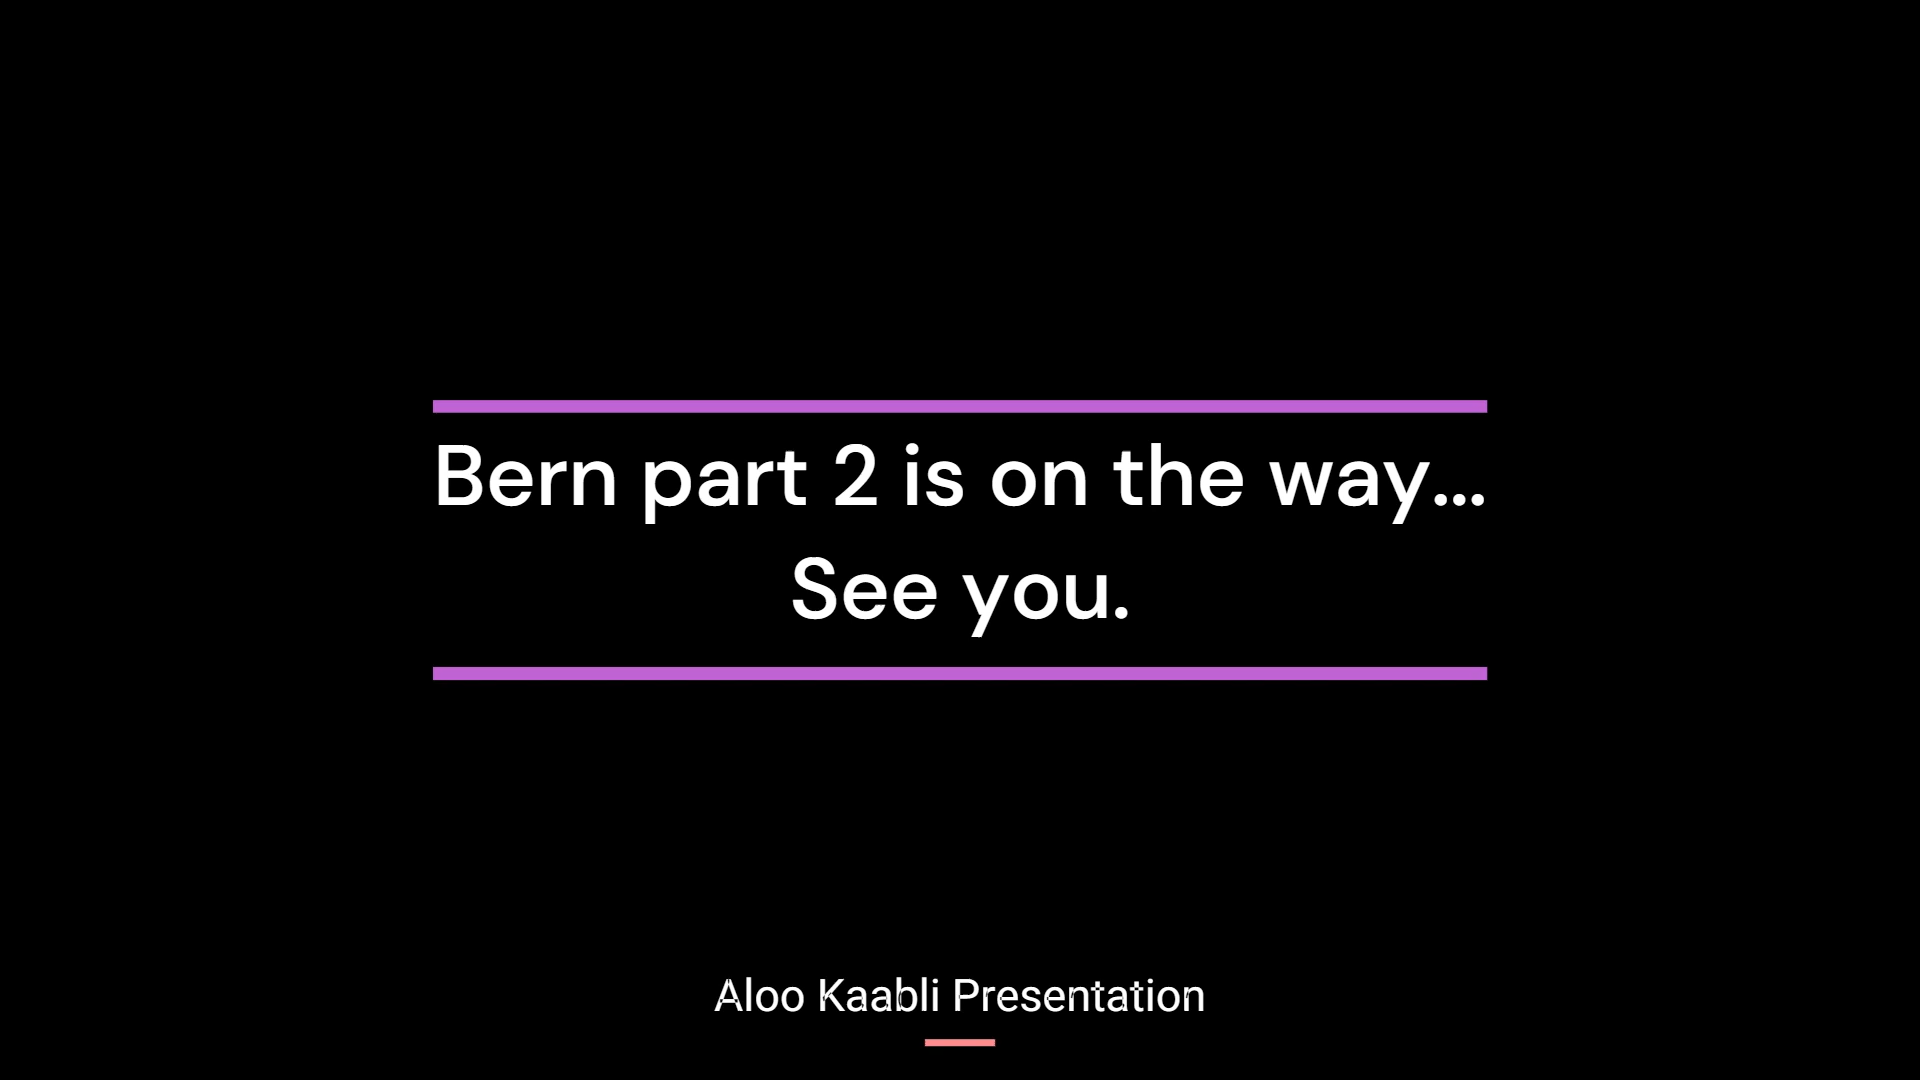 Bern part 2 is on the way...
See you.
Aloo Kaabli Presentation